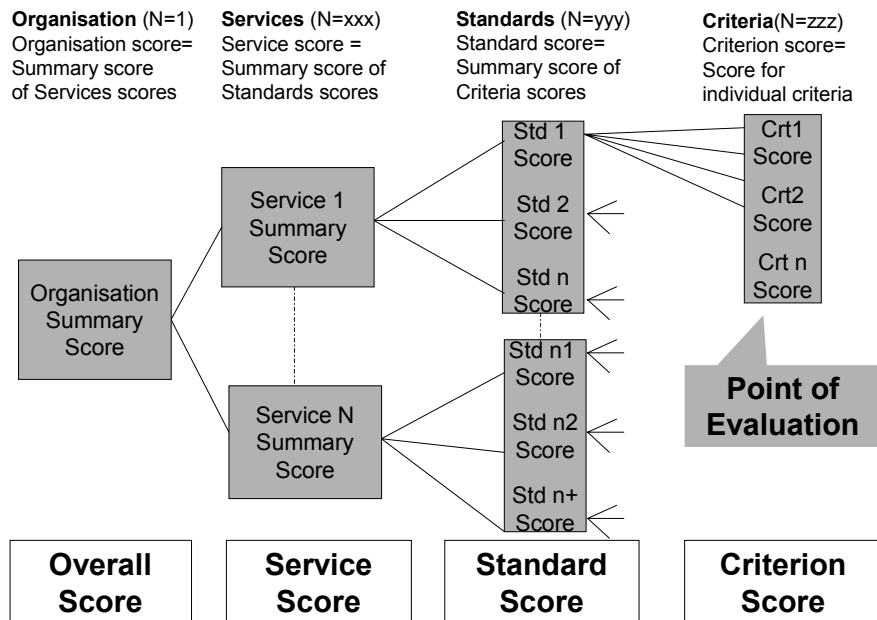 Organisation (N=1)
Organisation score=
Summary score
of Services scores
Services (N=xxx)
Service score =
Summary score of
Standards scores
Standards (N=yyy)
Standard score=
Summary score of
Criteria scores
Criteria(N=zzz)
Criterion score=
Score for
individual criteria
Organisation
Summary
Score
Service 1
Summary
Score
Service N
Summary
Score
Std 1
Score
Std 2
Score
Std n
Score
Std n1
Score
Std n2
Score
Std n+
Score
Crt1
Score
Crt2
Score
Crt n
Score
Point of
Evaluation
Overall
Score
Service
Score
Standard
Score
Criterion
Score